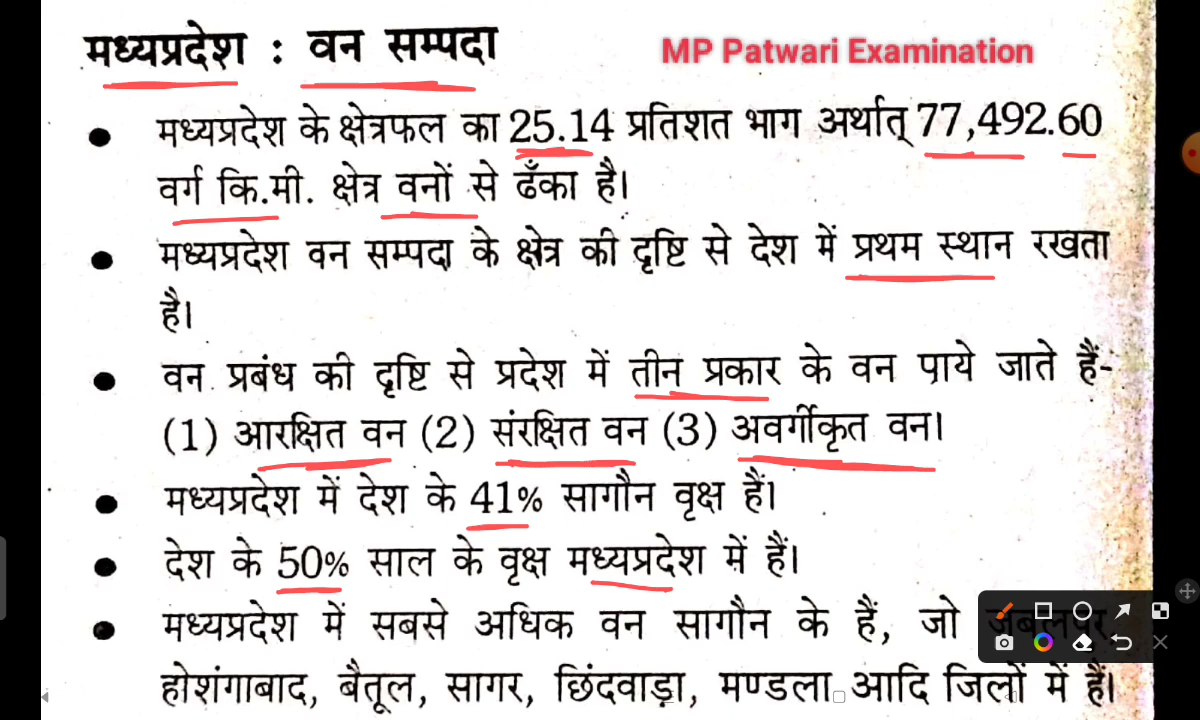 मध्यप्रदेश : वन सम्पदा
MP Patwari Examination
● मध्यप्रदेश के क्षेत्रफल का 25.14 प्रतिशत भाग अर्थात् 77,492.60
वर्ग कि.मी. क्षेत्र वनों से ढँका है।
● मध्यप्रदेश वन सम्पदा के क्षेत्र की दृष्टि से देश में प्रथम स्थान रखता
है।
● वन प्रबंध की दृष्टि से प्रदेश में तीन प्रकार के वन पाये जाते हैं-
(1) आरक्षित वन (2) संरक्षित वन (3) अवर्गीकृत वन।
● मध्यप्रदेश में देश के 41% सागौन वृक्ष हैं।
● देश के 50% साल के वृक्ष मध्यप्रदेश में हैं।
● मध्यप्रदेश में सबसे अधिक वन सागौन के हैं, जो जबलपुर,
होशंगाबाद, बैतूल, सागर, छिंदवाड़ा, मण्डला आदि जिलों में हैं।